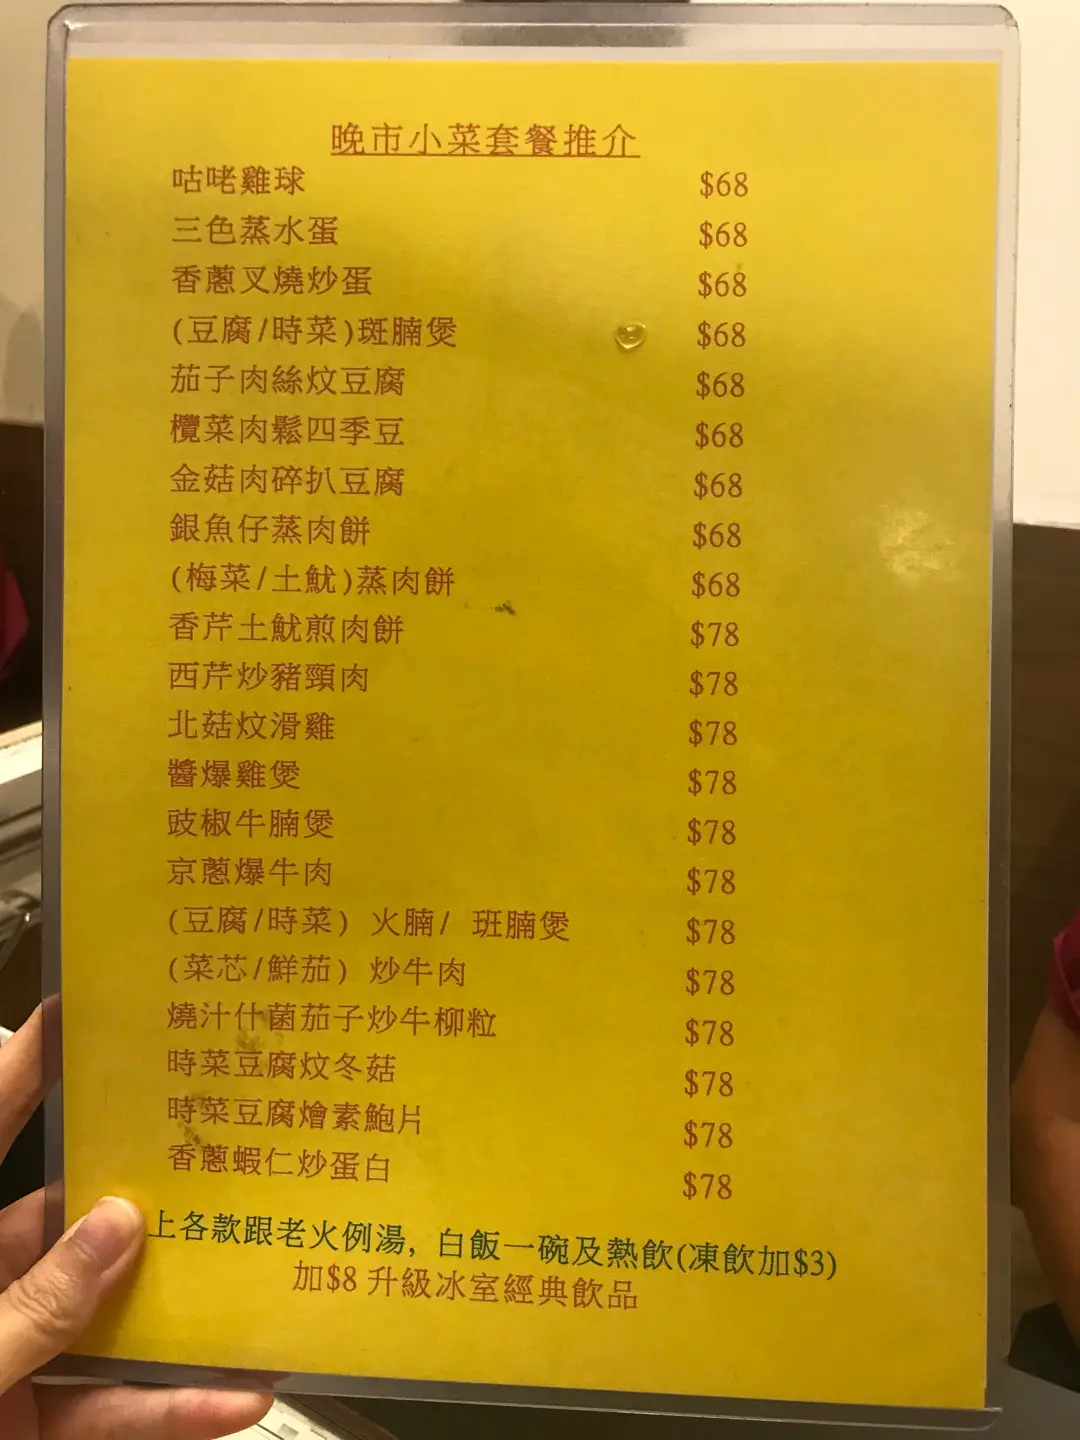 晚市小菜套餐推介
咕咾雞球 $68
三色蒸水蛋 $68
香蔥叉燒炒蛋 $68
(豆腐/時菜)斑腩煲 $68
茄子肉絲炆豆腐 $68
欖菜肉鬆四季豆 $68
金菇肉碎扒豆腐 $68
銀魚仔蒸肉餅 $68
(梅菜/土魷)蒸肉餅 $68
香芹土魷煎肉餅 $78
西芹炒豬頸肉 $78
北菇炆滑雞 $78
醬爆雞煲 $78
豉椒牛腩煲 $78
京蔥爆牛肉 $78
(豆腐/時菜) 火腩/ 班腩煲 $78
(菜芯/鮮茄) 炒牛肉 $78
燒汁什菌茄子炒牛柳粒 $78
時菜豆腐炆冬菇 $78
時菜豆腐燴素鮑片 $78
香蔥蝦仁炒蛋白 $78
上各款跟老火例湯, 白飯一碗及熱飲(凍飲加$3)
加$8 升級冰室經典飲品